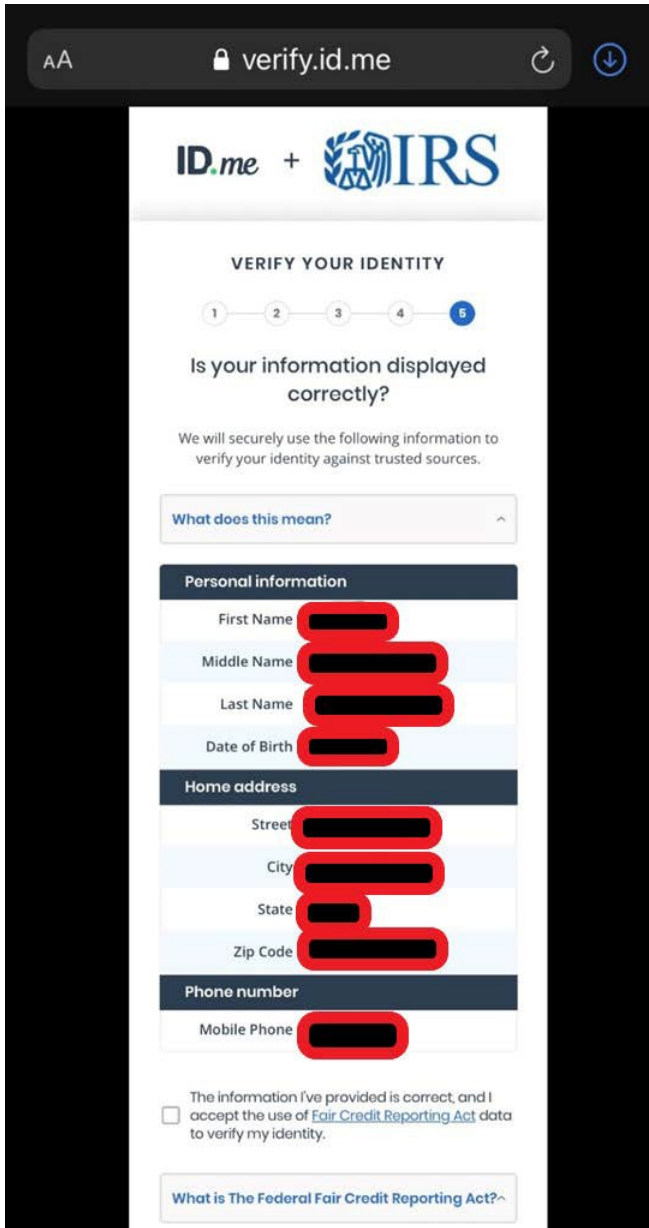 AA verify.id.me
ID.me + IRS
VERIFY YOUR IDENTITY
1 2 3 4 5
Is your information displayed
correctly?
We will securely use the following information to
verify your identity against trusted sources.
What does this mean?
Personal information
First Name
Middle Name
Last Name
Date of Birth
Home address
Street
City
State
Zip Code
Phone number
Mobile Phone
The information I've provided is correct, and I
accept the use of Fair Credit Reporting Act data
to verify my identity.
What is The Federal Fair Credit Reporting Act?